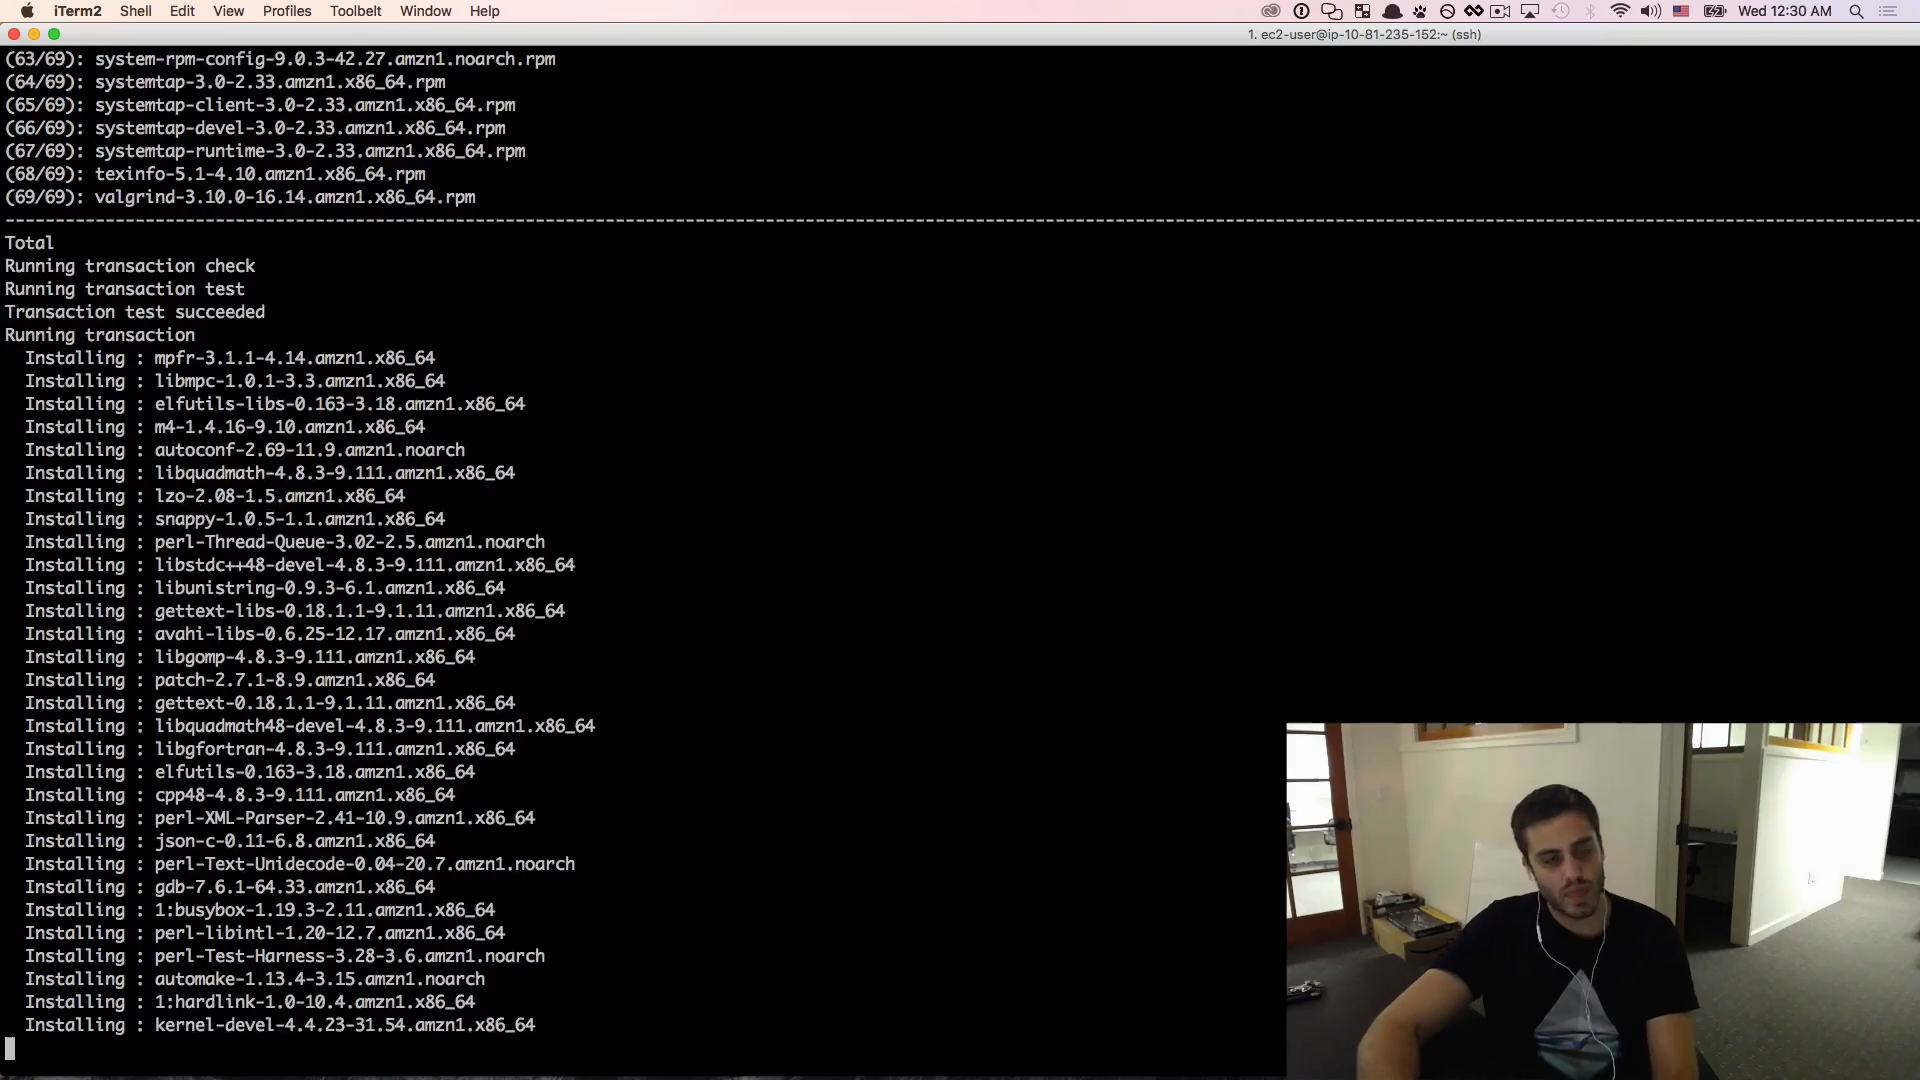 iTerm2 Shell Edit View Profiles Toolbelt Window Help Wed 12:30 AM
1. ec2-user@ip-10-81-235-152:~ (ssh)
(63/69): system-rpm-config-9.0.3-42.27.amzn1.noarch.rpm
(64/69): systemtap-3.0-2.33.amzn1.x86_64.rpm
(65/69): systemtap-client-3.0-2.33.amzn1.x86_64.rpm
(66/69): systemtap-devel-3.0-2.33.amzn1.x86_64.rpm
(67/69): systemtap-runtime-3.0-2.33.amzn1.x86_64.rpm
(68/69): texinfo-5.1-4.10.amzn1.x86_64.rpm
(69/69): valgrind-3.10.0-16.14.amzn1.x86_64.rpm
Total
Running transaction check
Running transaction test
Transaction test succeeded
Running transaction
Installing : mpfr-3.1.1-4.14.amzn1.x86_64
Installing : libmpc-1.0.1-3.3.amzn1.x86_64
Installing : elfutils-libs-0.163-3.18.amzn1.x86_64
Installing : m4-1.4.16-9.10.amzn1.x86_64
Installing : autoconf-2.69-11.9.amzn1.noarch
Installing : libquadmath-4.8.3-9.111.amzn1.x86_64
Installing : lzo-2.08-1.5.amzn1.x86_64
Installing : snappy-1.0.5-1.1.amzn1.x86_64
Installing : perl-Thread-Queue-3.02-2.5.amzn1.noarch
Installing : libstdc++48-devel-4.8.3-9.111.amzn1.x86_64
Installing : libunistring-0.9.3-6.1.amzn1.x86_64
Installing : gettext-libs-0.18.1.1-9.1.11.amzn1.x86_64
Installing : avahi-libs-0.6.25-12.17.amzn1.x86_64
Installing : libgomp-4.8.3-9.111.amzn1.x86_64
Installing : patch-2.7.1-8.9.amzn1.x86_64
Installing : gettext-0.18.1.1-9.1.11.amzn1.x86_64
Installing : libquadmath48-devel-4.8.3-9.111.amzn1.x86_64
Installing : libgfortran-4.8.3-9.111.amzn1.x86_64
Installing : elfutils-0.163-3.18.amzn1.x86_64
Installing : cpp48-4.8.3-9.111.amzn1.x86_64
Installing : perl-XML-Parser-2.41-10.9.amzn1.x86_64
Installing : json-c-0.11-6.8.amzn1.x86_64
Installing : perl-Text-Unidecode-0.04-20.7.amzn1.noarch
Installing : gdb-7.6.1-64.33.amzn1.x86_64
Installing : 1:busybox-1.19.3-2.11.amzn1.x86_64
Installing : perl-libintl-1.20-12.7.amzn1.x86_64
Installing : perl-Test-Harness-3.28-3.6.amzn1.noarch
Installing : automake-1.13.4-3.15.amzn1.noarch
Installing : 1:hardlink-1.0-10.4.amzn1.x86_64
Installing : kernel-devel-4.4.23-31.54.amzn1.x86_64